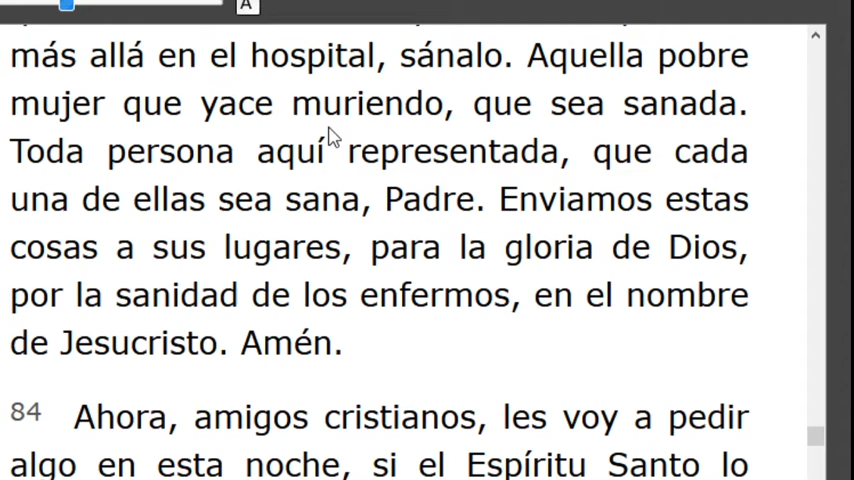 A
más allá en el hospital, sánalo. Aquella pobre
mujer que yace muriendo, que sea sanada.
Toda persona aquí representada, que cada
una de ellas sea sana, Padre. Enviamos estas
cosas a sus lugares, para la gloria de Dios,
por la sanidad de los enfermos, en el nombre
de Jesucristo. Amén.
84 Ahora, amigos cristianos, les voy a pedir
algo en esta noche, si el Espíritu Santo lo